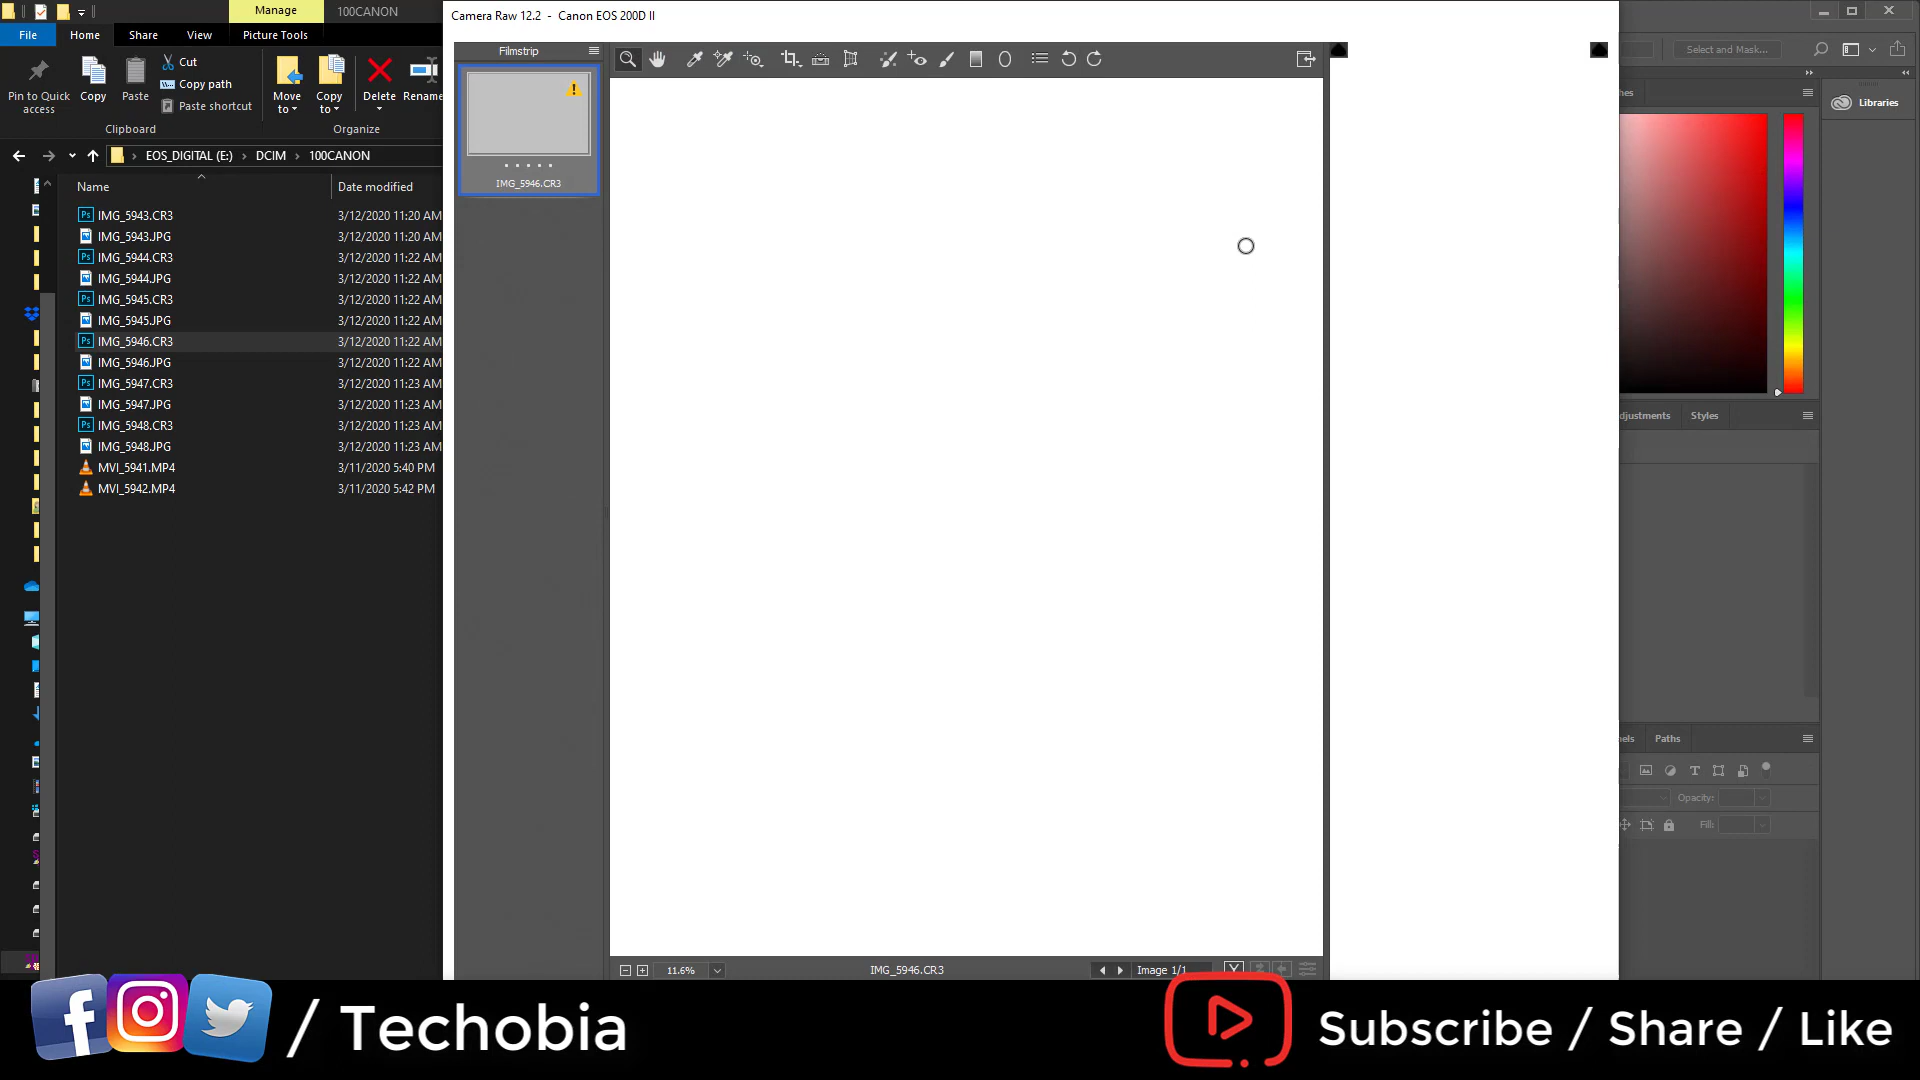 Manage
100CANON
File
Home
Share
View
Picture Tools
Pin to Quick access
Copy
Paste
Cut
Copy path
Paste shortcut
Clipboard
Move to
Copy to
Delete
Rename
Organize
EOS_DIGITAL (E:)
DCIM
100CANON
Name
Date modified
IMG_5943.CR3 3/12/2020 11:20 AM
IMG_5943.JPG 3/12/2020 11:20 AM
IMG_5944.CR3 3/12/2020 11:22 AM
IMG_5944.JPG 3/12/2020 11:22 AM
IMG_5945.CR3 3/12/2020 11:22 AM
IMG_5945.JPG 3/12/2020 11:22 AM
IMG_5946.CR3 3/12/2020 11:22 AM
IMG_5946.JPG 3/12/2020 11:22 AM
IMG_5947.CR3 3/12/2020 11:23 AM
IMG_5947.JPG 3/12/2020 11:23 AM
IMG_5948.CR3 3/12/2020 11:23 AM
IMG_5948.JPG 3/12/2020 11:23 AM
MVI_5941.MP4 3/11/2020 5:40 PM
MVI_5942.MP4 3/11/2020 5:42 PM
Camera Raw 12.2 - Canon EOS 200D II
Filmstrip
IMG_5946.CR3
11.6%
IMG_5946.CR3
Image 1/1
Select and Mask...
hes
Libraries
djustments
Styles
nels
Paths
Opacity:
Fill:
/ Techobia
Subscribe / Share / Like